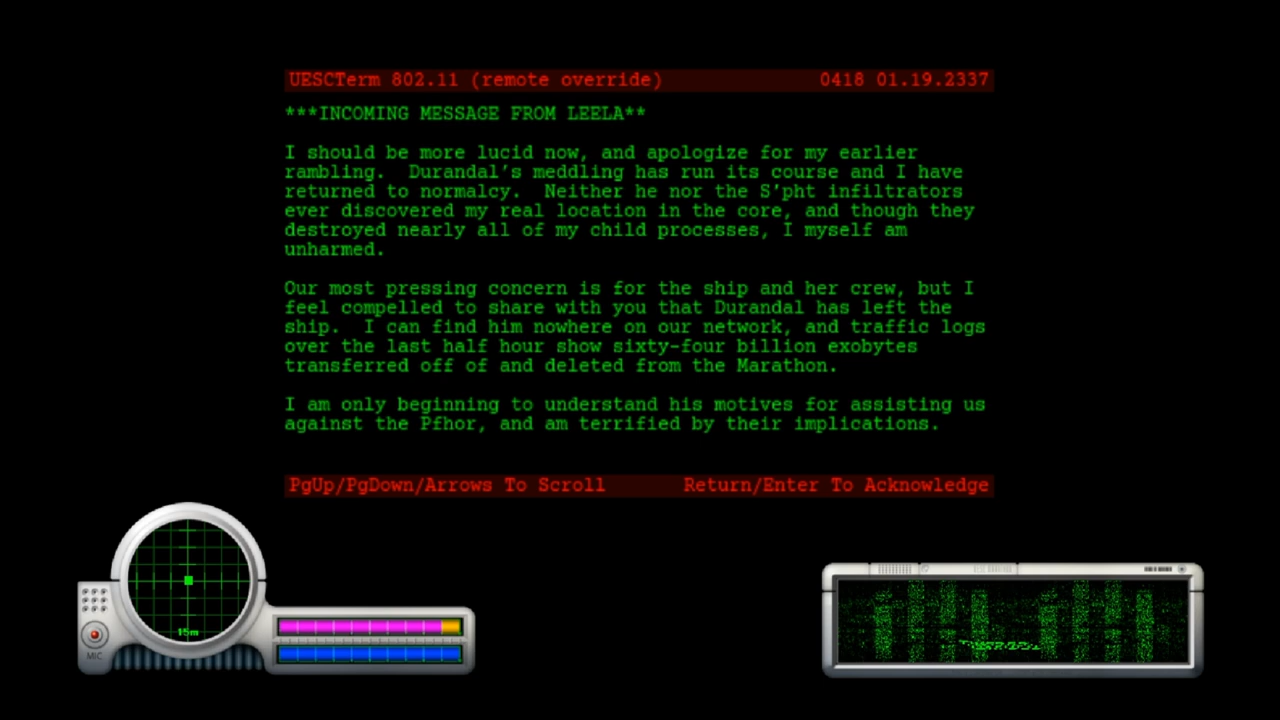 UESCTerm 802.11 (remote override) 0418 01.19.2337
***INCOMING MESSAGE FROM LEELA**
I should be more lucid now, and apologize for my earlier
rambling.  Durandal's meddling has run its course and I have
returned to normalcy.  Neither he nor the S'pht infiltrators
ever discovered my real location in the core, and though they
destroyed nearly all of my child processes, I myself am
unharmed.
Our most pressing concern is for the ship and her crew, but I
feel compelled to share with you that Durandal has left the
ship.  I can find him nowhere on our network, and traffic logs
over the last half hour show sixty-four billion exobytes
transferred off of and deleted from the Marathon.
I am only beginning to understand his motives for assisting us
against the Pfhor, and am terrified by their implications.
PgUp/PgDown/Arrows To Scroll Return/Enter To Acknowledge
15m
MIC